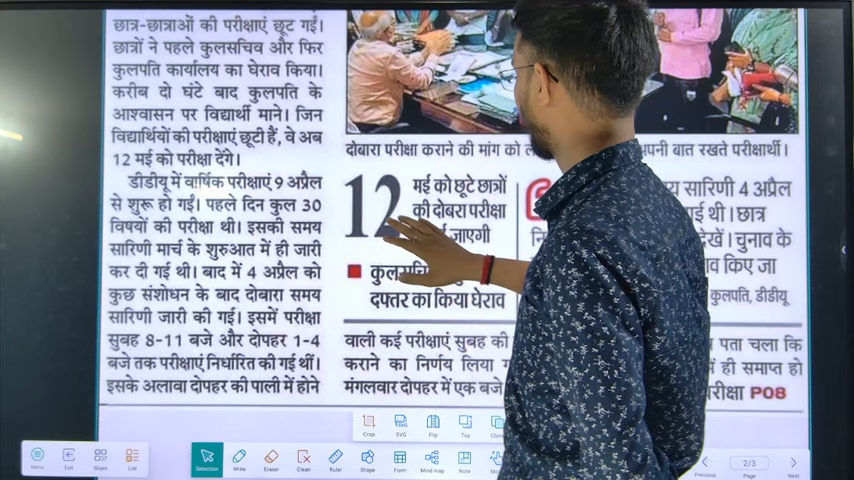 छात्र-छात्राओं की परीक्षाएं छूट गईं।
छात्रों ने पहले कुलसचिव और फिर
कुलपति कार्यालय का घेराव किया।
करीब दो घंटे बाद कुलपति के
आश्वासन पर विद्यार्थी माने। जिन
विद्यार्थियों की परीक्षाएं छूटी हैं, वे अब
12 मई को परीक्षा देंगे।
डीडीयू में वार्षिक परीक्षाएं 9 अप्रैल
से शुरू हो गईं। पहले दिन कुल 30
विषयों की परीक्षा थी। इसकी समय
सारिणी मार्च के शुरुआत में ही जारी
कर दी गई थी। बाद में 4 अप्रैल को
कुछ संशोधन के बाद दोबारा समय
सारिणी जारी की गई। इसमें परीक्षा
सुबह 8-11 बजे और दोपहर 1-4
बजे तक परीक्षाएं निर्धारित की गई थीं।
इसके अलावा दोपहर की पाली में होने
दोबारा परीक्षा कराने की मांग को
अपनी बात रखते परीक्षार्थी।
12 मई को छूटे छात्रों
की दोबरा परीक्षा
जाएगी
दफ्तर का किया घेराव
सारिणी 4 अप्रैल
थी। छात्र
देखें। चुनाव के
किए जा
कुलपति, डीडीयू
वाली कई परीक्षाएं सुबह की
कराने का निर्णय लिया
मंगलवार दोपहर में एक बजे
पता चला कि
ही समाप्त हो
परीक्षा P08
Crop SVG Flip Top
Menu Exit Share List Selection Write Eraser Clean Ruler Shape Form Mind map Note
Previous 2/3 Page Next